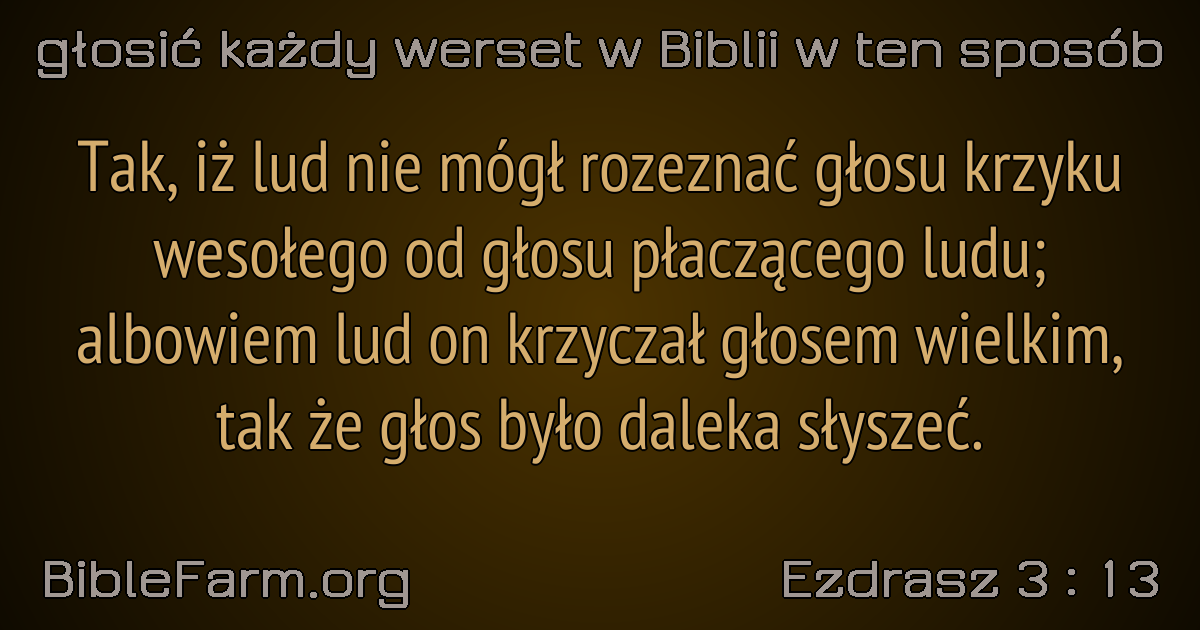 głosić każdy werset w Biblii w ten sposób
Tak, iż lud nie mógł rozeznać głosu krzyku
wesołego od głosu płaczącego ludu;
albowiem lud on krzyczał głosem wielkim,
tak że głos było daleka słyszeć.
BibleFarm.org
Ezdrasz 3 : 13